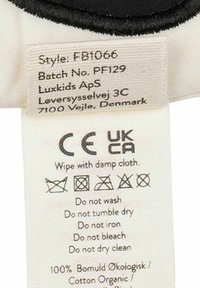 Style: FB1066
Batch No. PF129
Luxkids ApS
Løversysselvej 3C
7100 Vejle, Denmark
CE UK
CA
Wipe with damp cloth.
Do not wash
Do not tumble dry
Do not iron
Do not bleach
Do not dry clean
100% Bomuld Økologisk /
Cotton Organic /